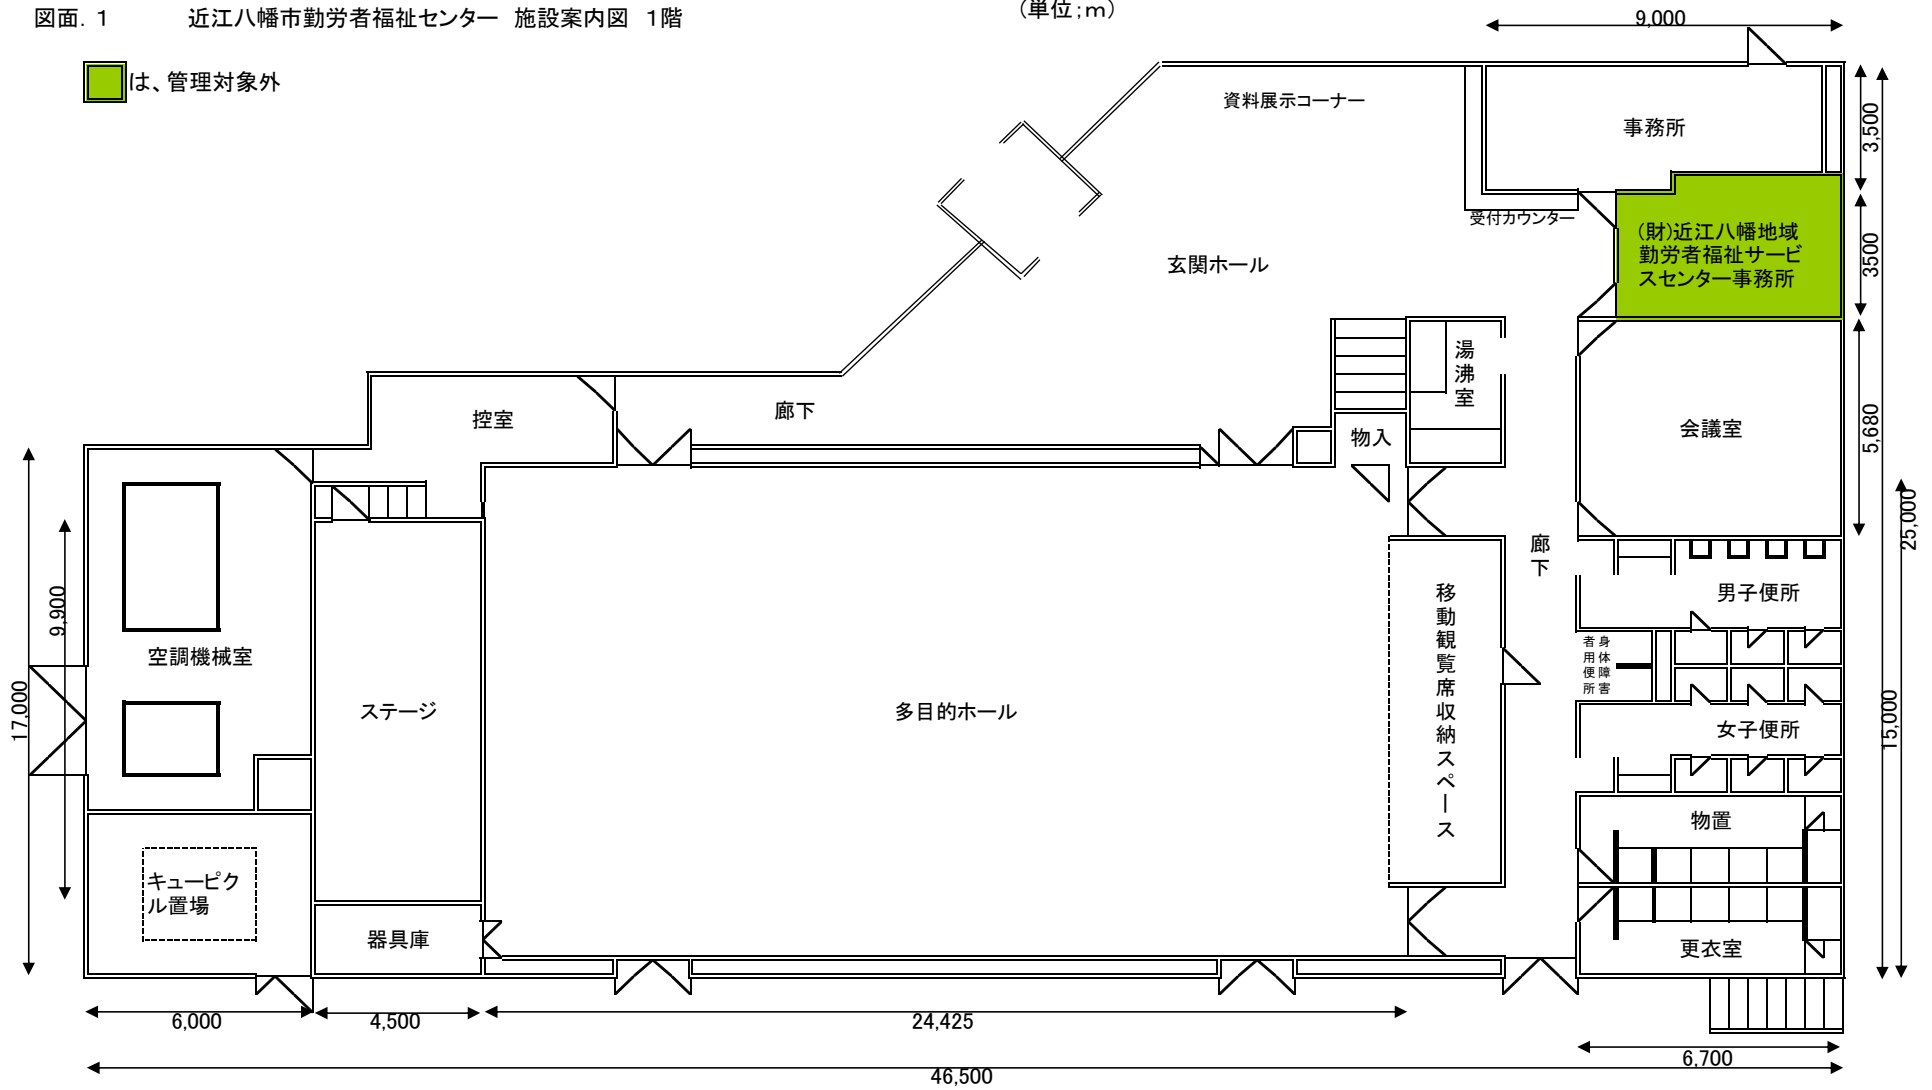 図面. 1 近江八幡市勤労者福祉センター 施設案内図 1階
(単位;m)
は、管理対象外
9,000
資料展示コーナー
事務所
3,500
受付カウンター
(財)近江八幡地域
勤労者福祉サービ
スセンター事務所
3500
玄関ホール
湯沸室
控室
廊下
物入
会議室
5,680
25,000
廊下
男子便所
9,900
移動観覧席収納スペース
身体障害
者用便所
空調機械室
17,000
ステージ
多目的ホール
15,000
女子便所
物置
キューピク
ル置場
器具庫
更衣室
6,000
4,500
24,425
6,700
46,500